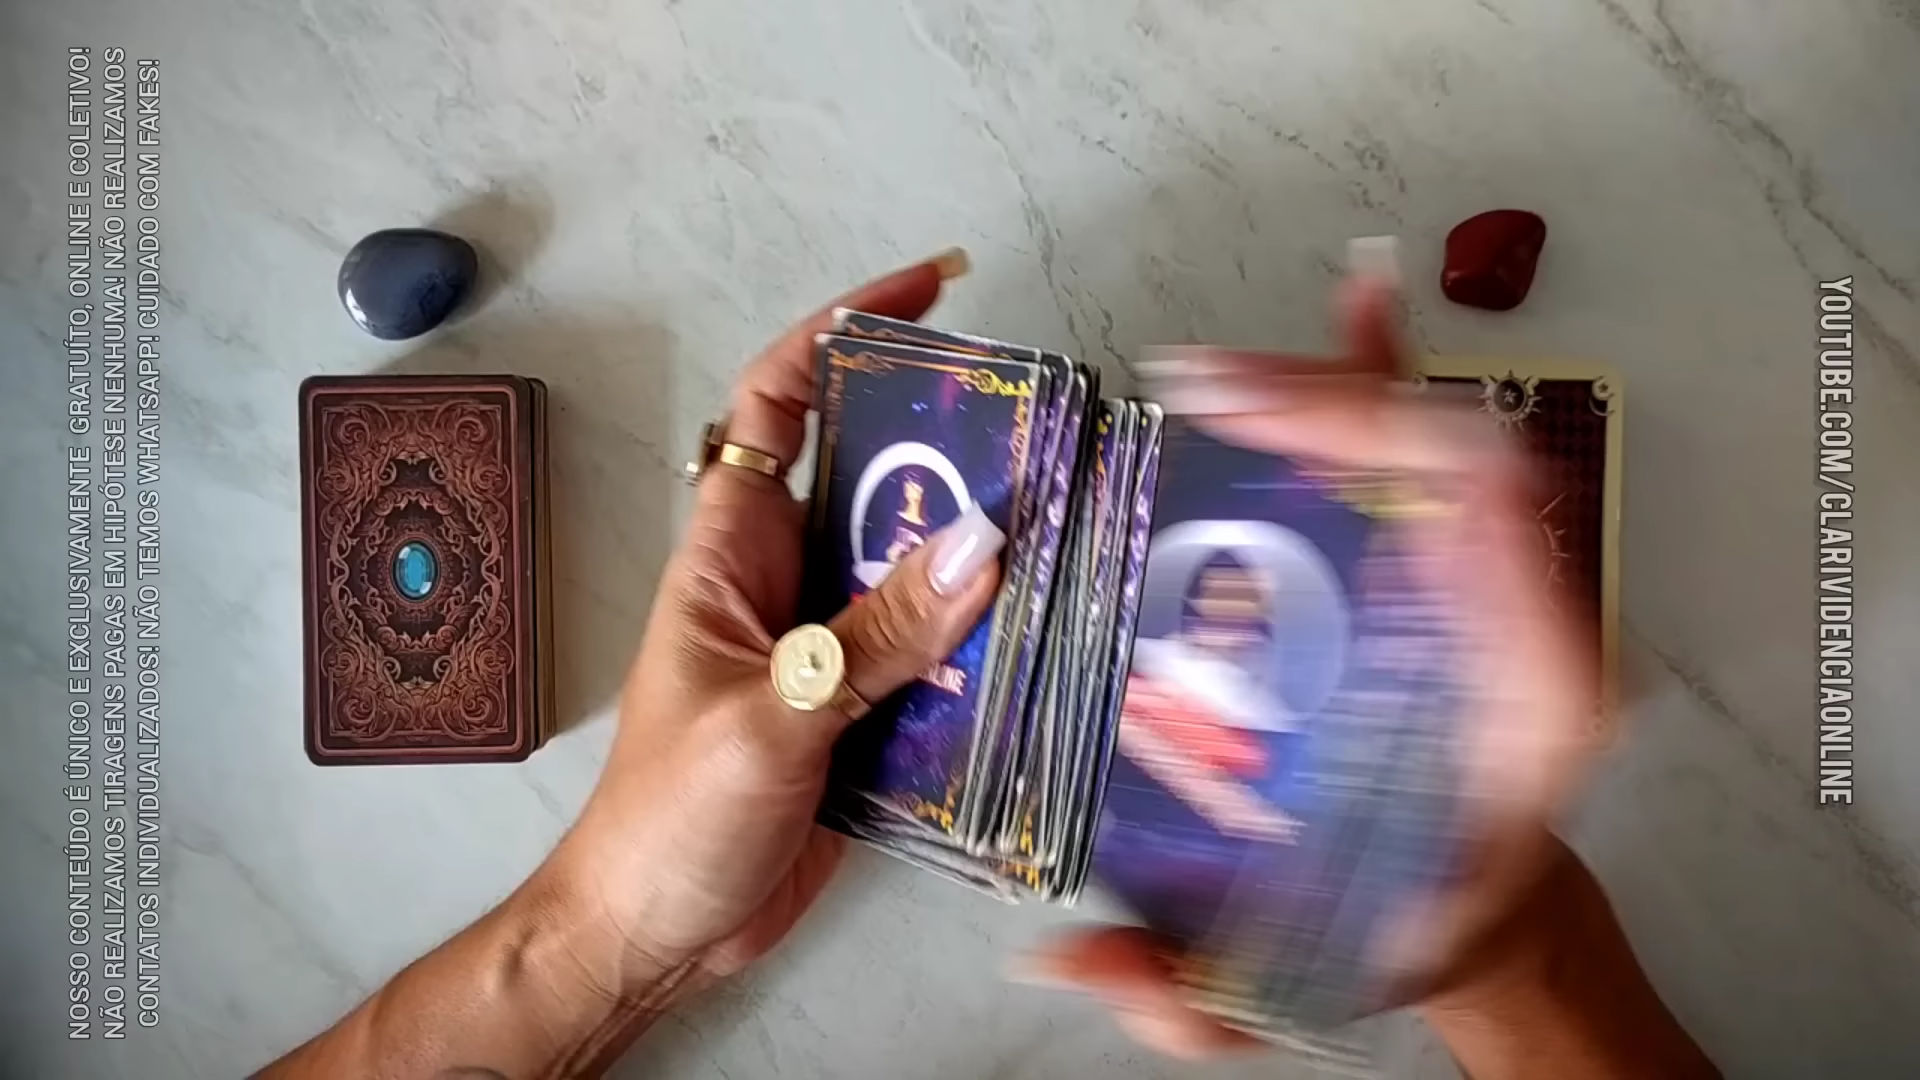 NOSSO CONTEÚDO É ÚNICO E EXCLUSIVAMENTE GRATUÍTO, ONLINE E COLETIVO!
NÃO REALIZAMOS TIRAGENS PAGAS EM HIPÓTESE NENHUMA! NÃO REALIZAMOS
CONTATOS INDIVIDUALIZADOS! NÃO TEMOS WHATSAPP! CUIDADO COM FAKES!
YOUTUBE.COM/CLARIVIDENCIAONLINE